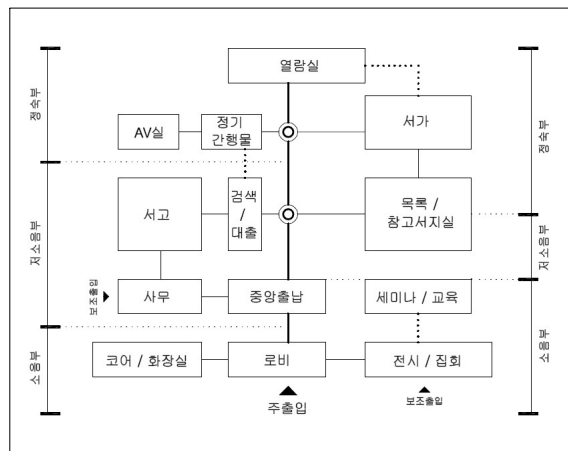 열람실
정숙부
AV실
정기
간행물
서가
정숙부
서고
검색
/
대출
목록 /
참고서지실
저소음부
저소음부
보조출입
사무
중앙출납
세미나 / 교육
소음부
코어 / 화장실
로비
전시 / 집회
소음부
주출입
보조출입